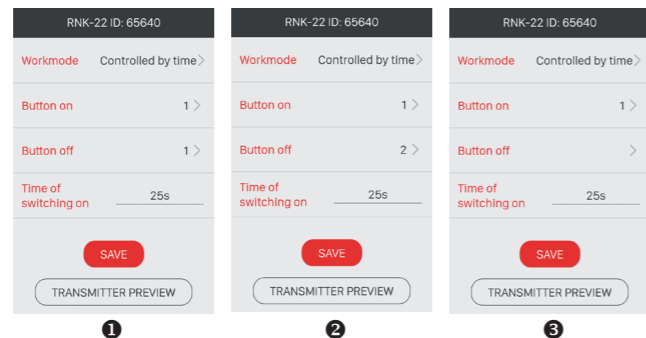 RNK-22 ID: 65640
Workmode Controlled by time >
Button on 1 >
Button off 1 >
Time of
switching on 25s
SAVE
TRANSMITTER PREVIEW
❶
RNK-22 ID: 65640
Workmode Controlled by time >
Button on 1 >
Button off 2 >
Time of
switching on 25s
SAVE
TRANSMITTER PREVIEW
❷
RNK-22 ID: 65640
Workmode Controlled by time >
Button on 1 >
Button off >
Time of
switching on 25s
SAVE
TRANSMITTER PREVIEW
❸